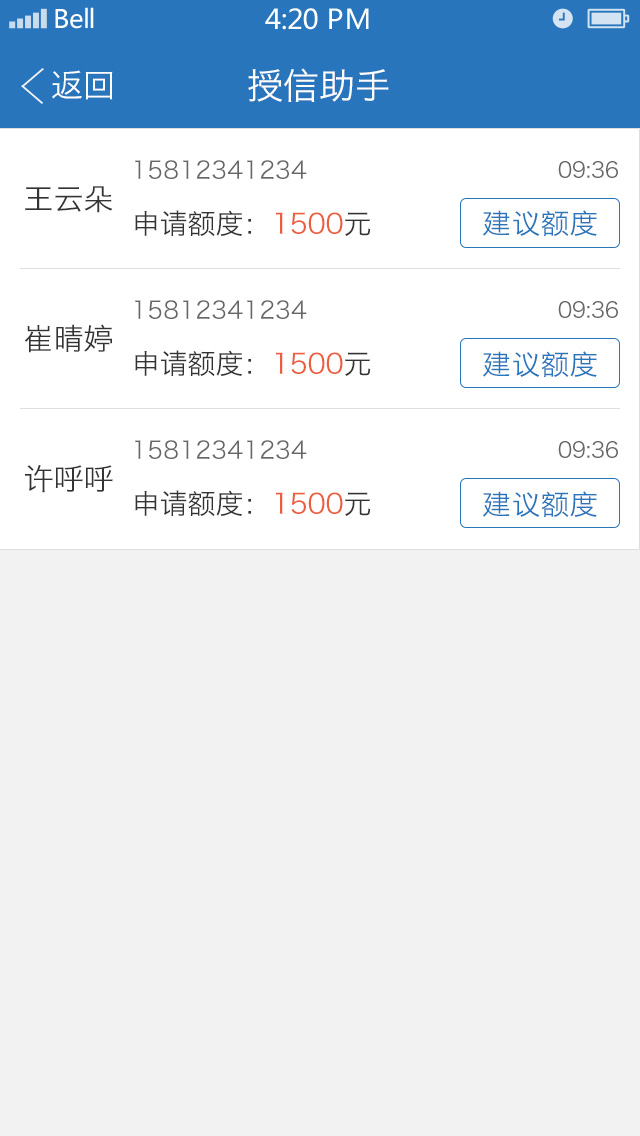 Bell 4:20 PM
返回 授信助手
15812341234 09:36
王云朵
申请额度：1500元 建议额度
15812341234 09:36
崔晴婷
申请额度：1500元 建议额度
15812341234 09:36
许呼呼
申请额度：1500元 建议额度